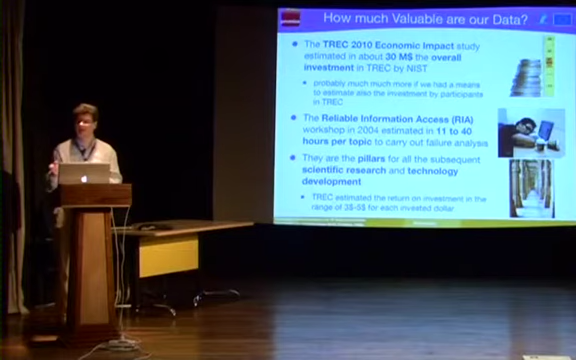 How much Valuable are our Data?
The TREC 2010 Economic Impact study
estimated in about 30 M$ the overall
investment in TREC by NIST
probably much much more if we had a means
to estimate also the investment by participants
in TREC
The Reliable Information Access (RIA)
workshop in 2004 estimated in 11 to 40
hours per topic to carry out failure analysis
They are the pillars for all the subsequent
scientific research and technology
development
TREC estimated the return on investment in the
range of 3$-5$ for each invested dollar